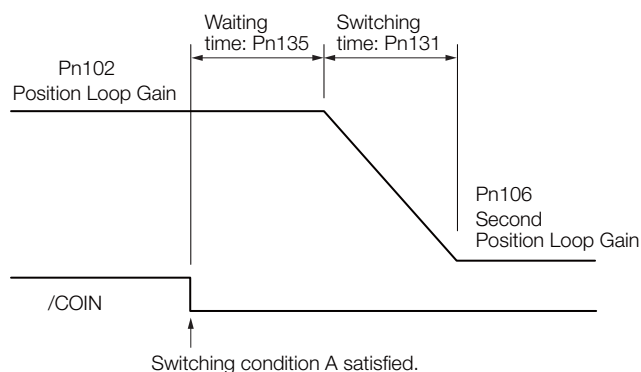 Waiting
time: Pn135
Switching
time: Pn131
Pn102
Position Loop Gain
Pn106
Second
Position Loop Gain
/COIN
Switching condition A satisfied.